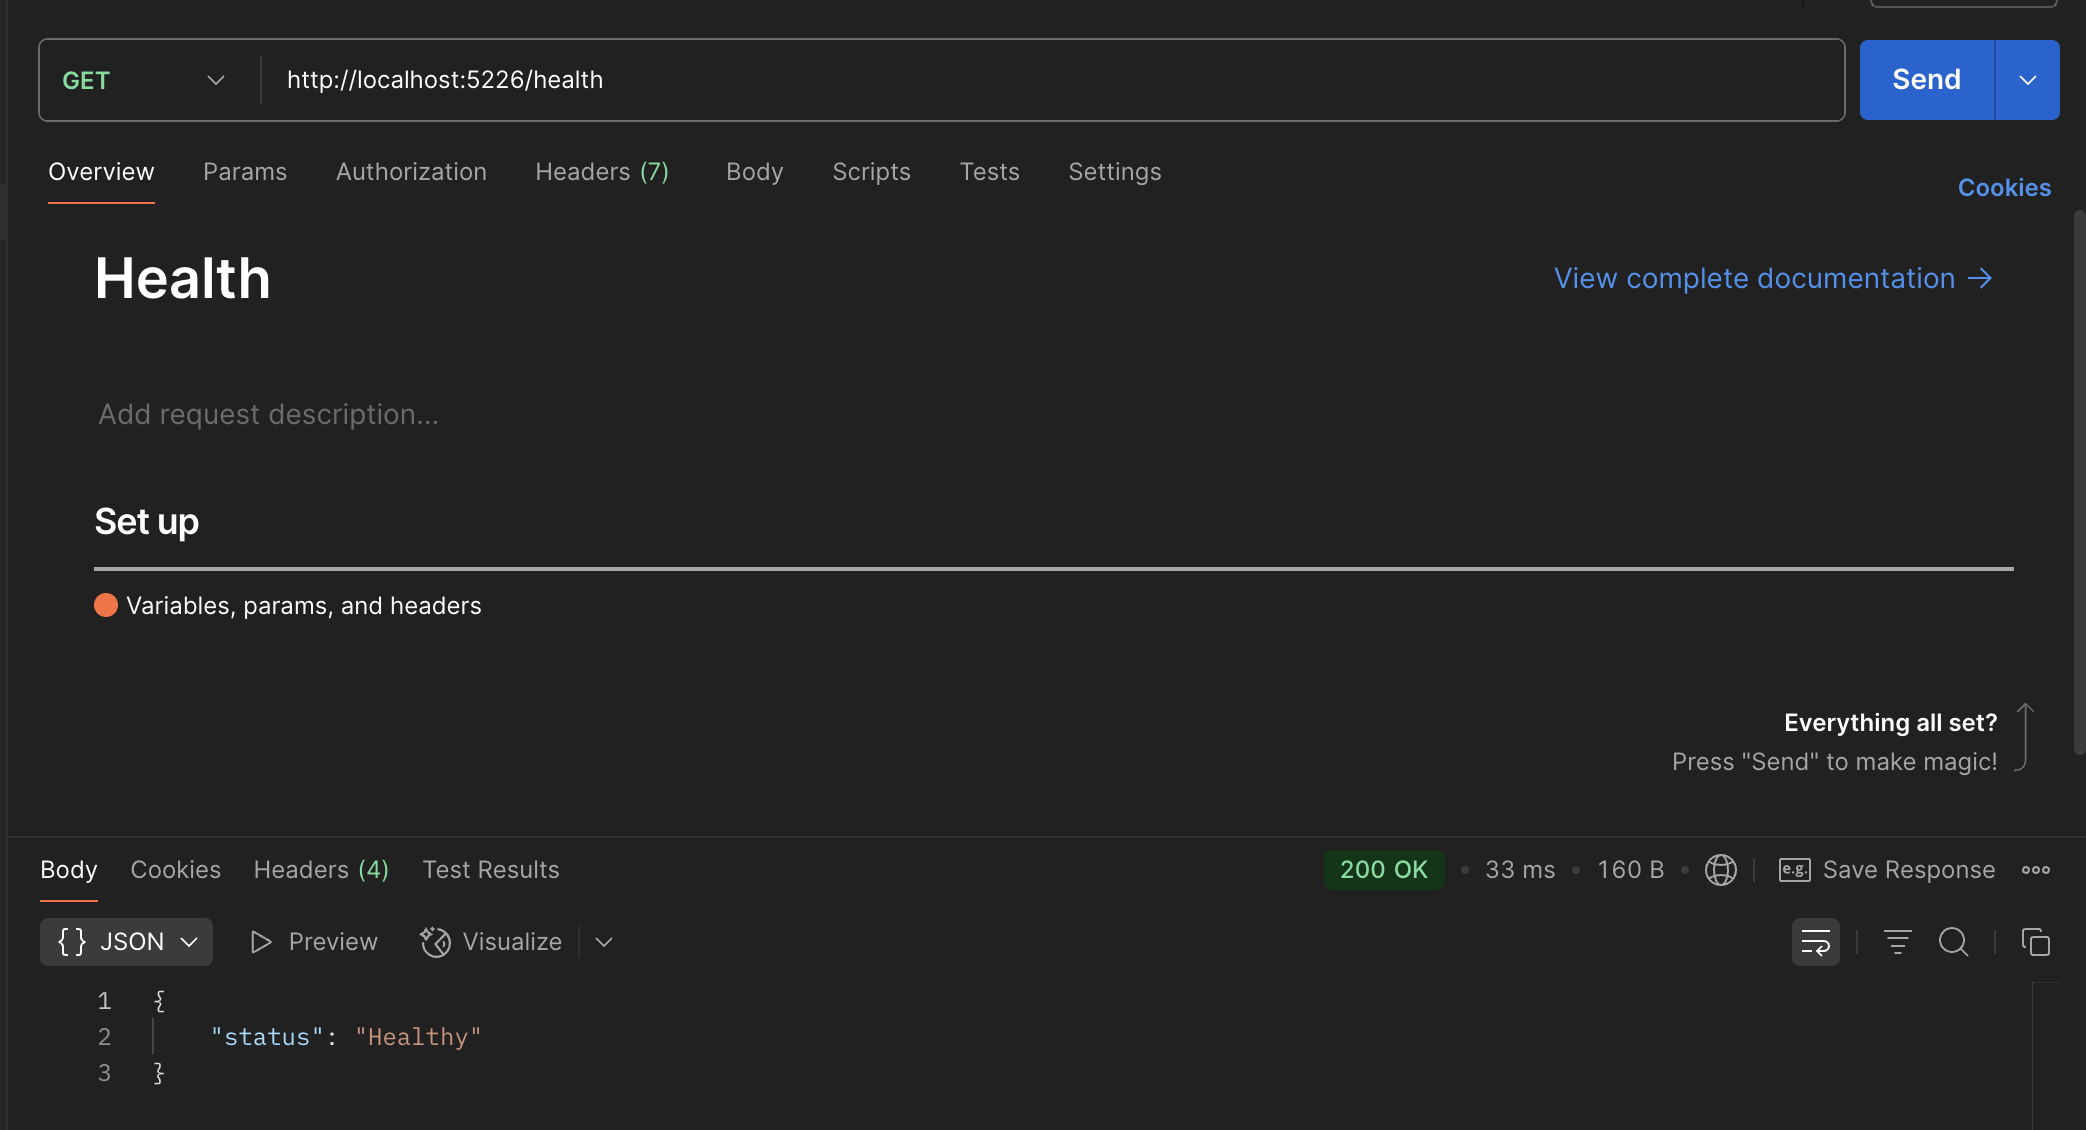 GET http://localhost:5226/health Send
Overview Params Authorization Headers (7) Body Scripts Tests Settings Cookies
Health View complete documentation →
Add request description...
Set up
Variables, params, and headers
Everything all set?
Press "Send" to make magic!
Body Cookies Headers (4) Test Results 200 OK • 33 ms • 160 B • e.g. Save Response
{} JSON Preview Visualize
1 {
2 "status": "Healthy"
3 }